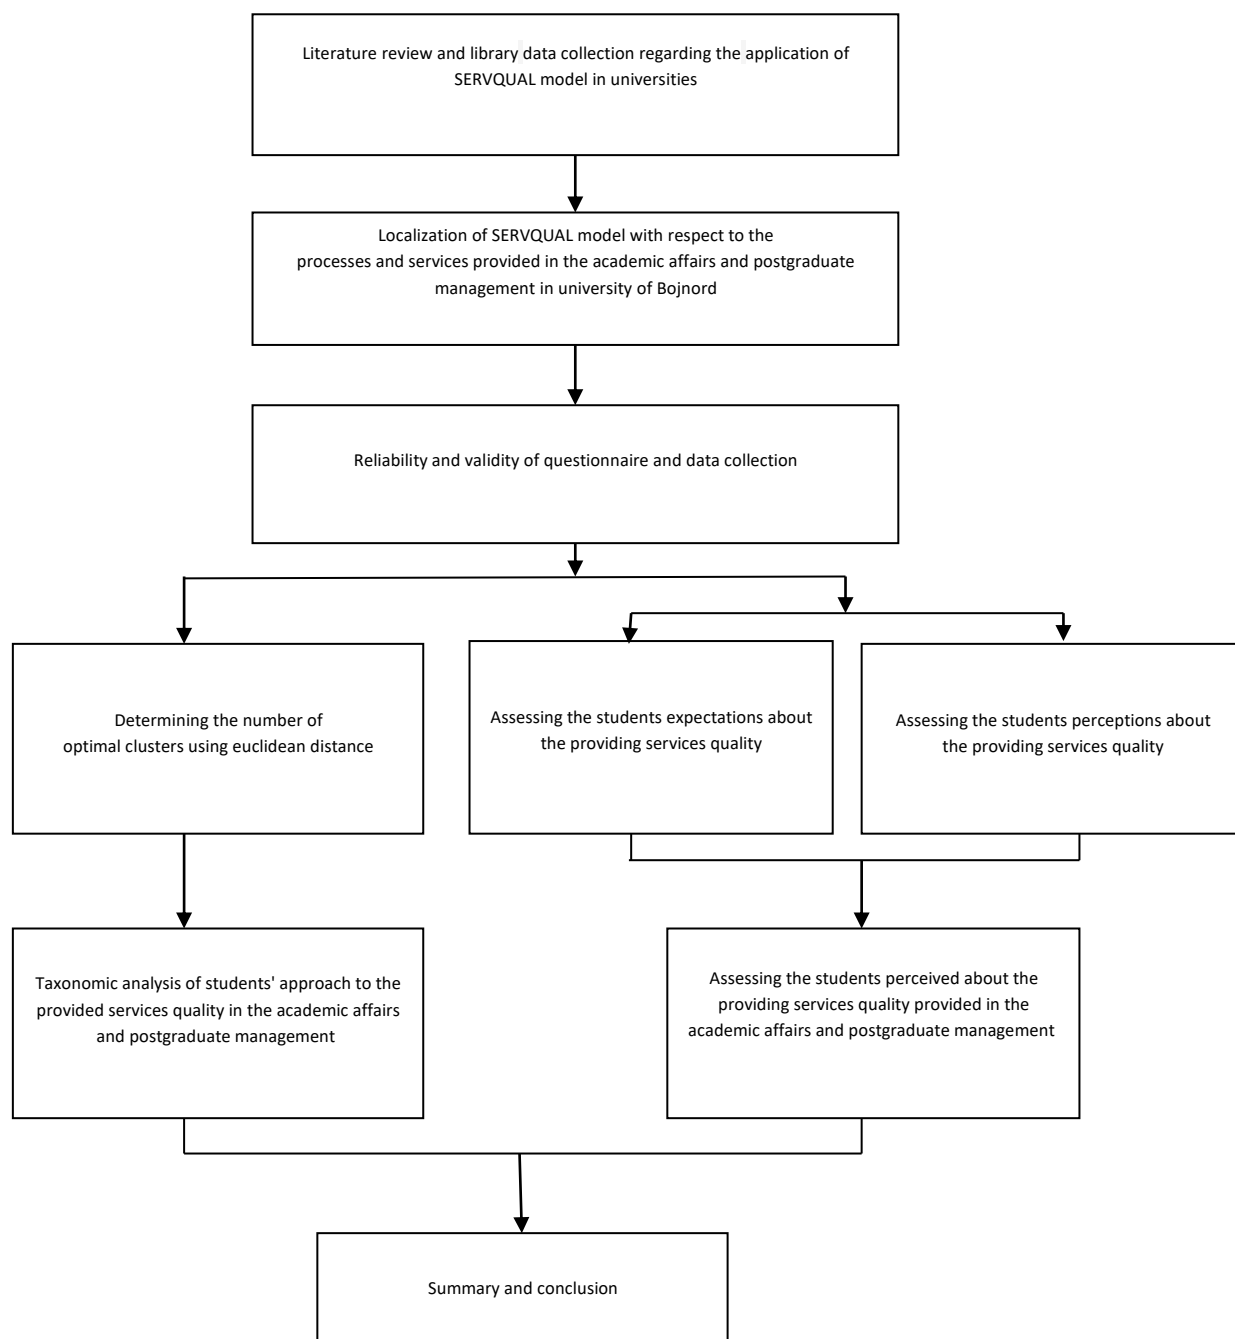 Literature review and library data collection regarding the application of
SERVQUAL model in universities
Localization of SERVQUAL model with respect to the
processes and services provided in the academic affairs and postgraduate
management in university of Bojnord
Reliability and validity of questionnaire and data collection
Determining the number of
optimal clusters using euclidean distance
Assessing the students expectations about
the providing services quality
Assessing the students perceptions about
the providing services quality
Taxonomic analysis of students' approach to the
provided services quality in the academic affairs
and postgraduate management
Assessing the students perceived about the
providing services quality provided in the
academic affairs and postgraduate management
Summary and conclusion